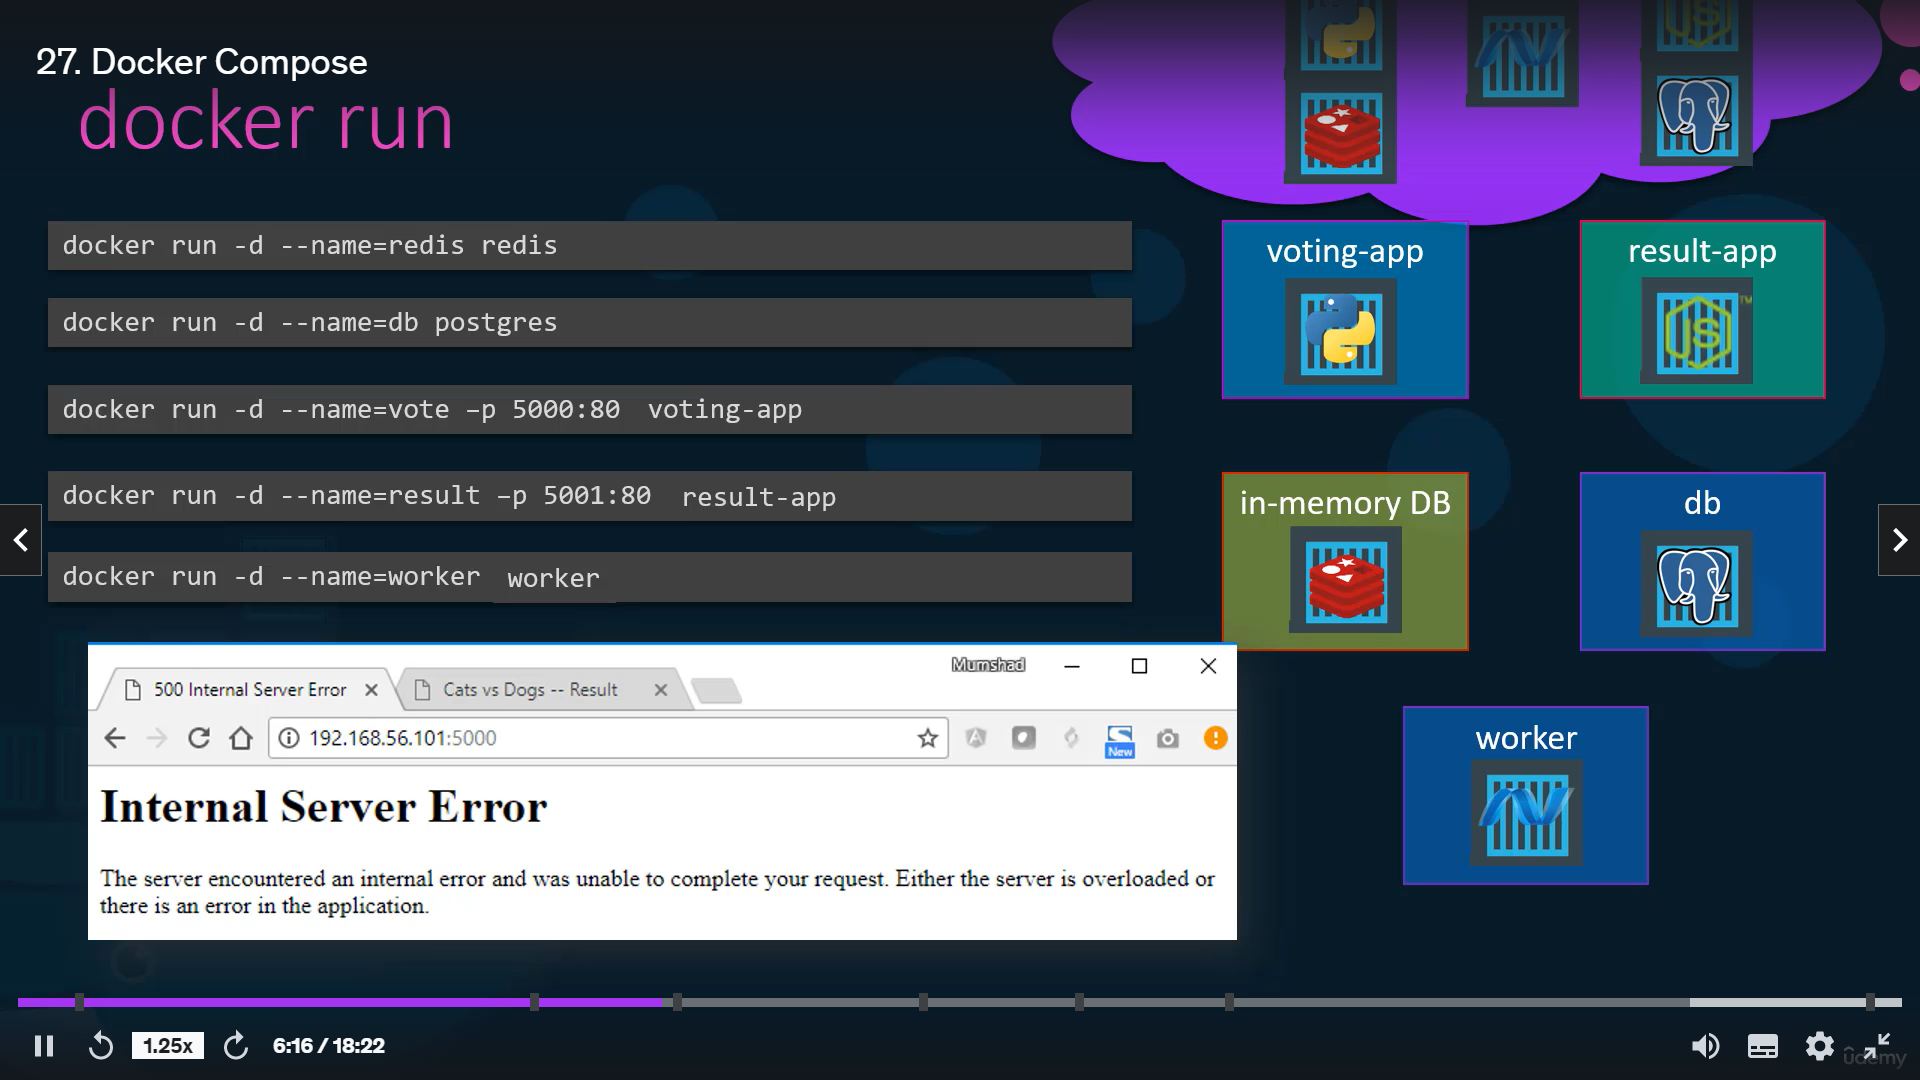 27. Docker Compose
docker run
docker run -d --name=redis redis
docker run -d --name=db postgres
docker run -d --name=vote –p 5000:80 voting-app
docker run -d --name=result –p 5001:80 result-app
docker run -d --name=worker worker
voting-app
result-app
JS
TM
in-memory DB
db
worker
Mumshad
500 Internal Server Error
Cats vs Dogs -- Result
192.168.56.101:5000
New
Internal Server Error
The server encountered an internal error and was unable to complete your request. Either the server is overloaded or
there is an error in the application.
1.25x
6:16 / 18:22
ûdemy